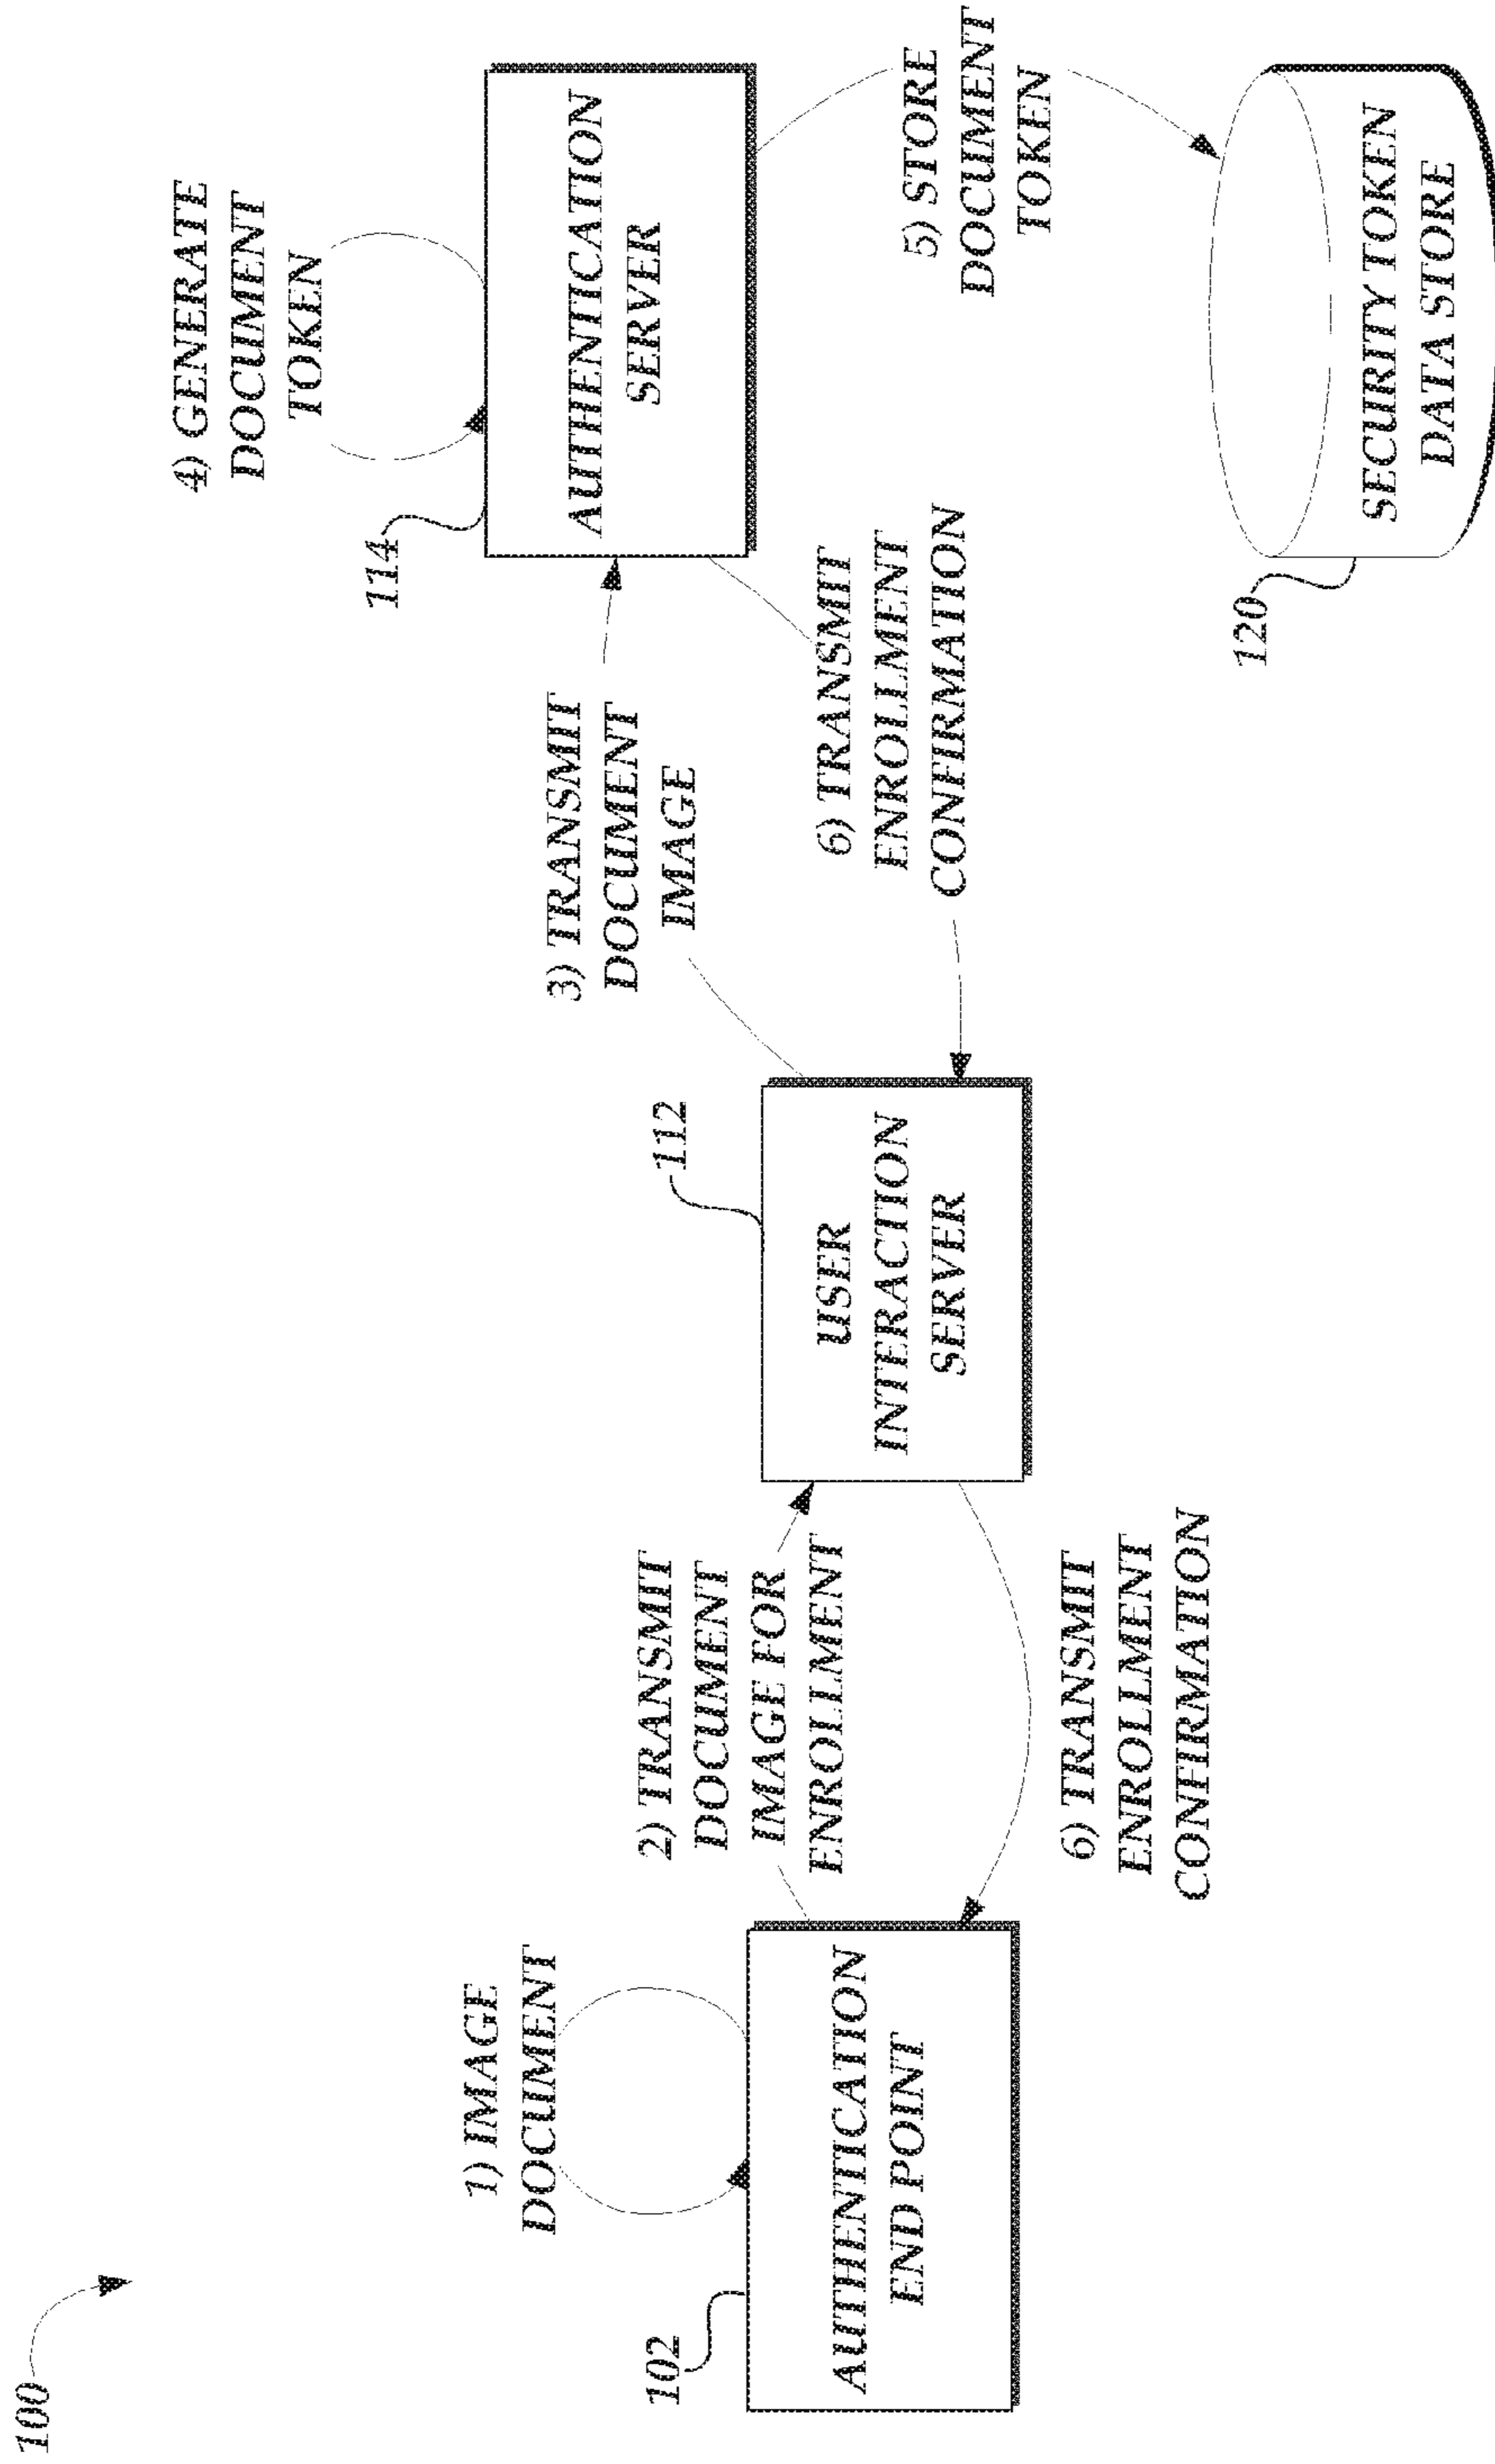 100
1) IMAGE
DOCUMENT
102
AUTHENTICATION
END POINT
2) TRANSMIT
DOCUMENT
IMAGE FOR
ENROLLMENT
6) TRANSMIT
ENROLLMENT
CONFIRMATION
112
USER
INTERACTION
SERVER
3) TRANSMIT
DOCUMENT
IMAGE
6) TRANSMIT
ENROLLMENT
CONFIRMATION
4) GENERATE
DOCUMENT
TOKEN
114
AUTHENTICATION
SERVER
5) STORE
DOCUMENT
TOKEN
120
SECURITY TOKEN
DATA STORE